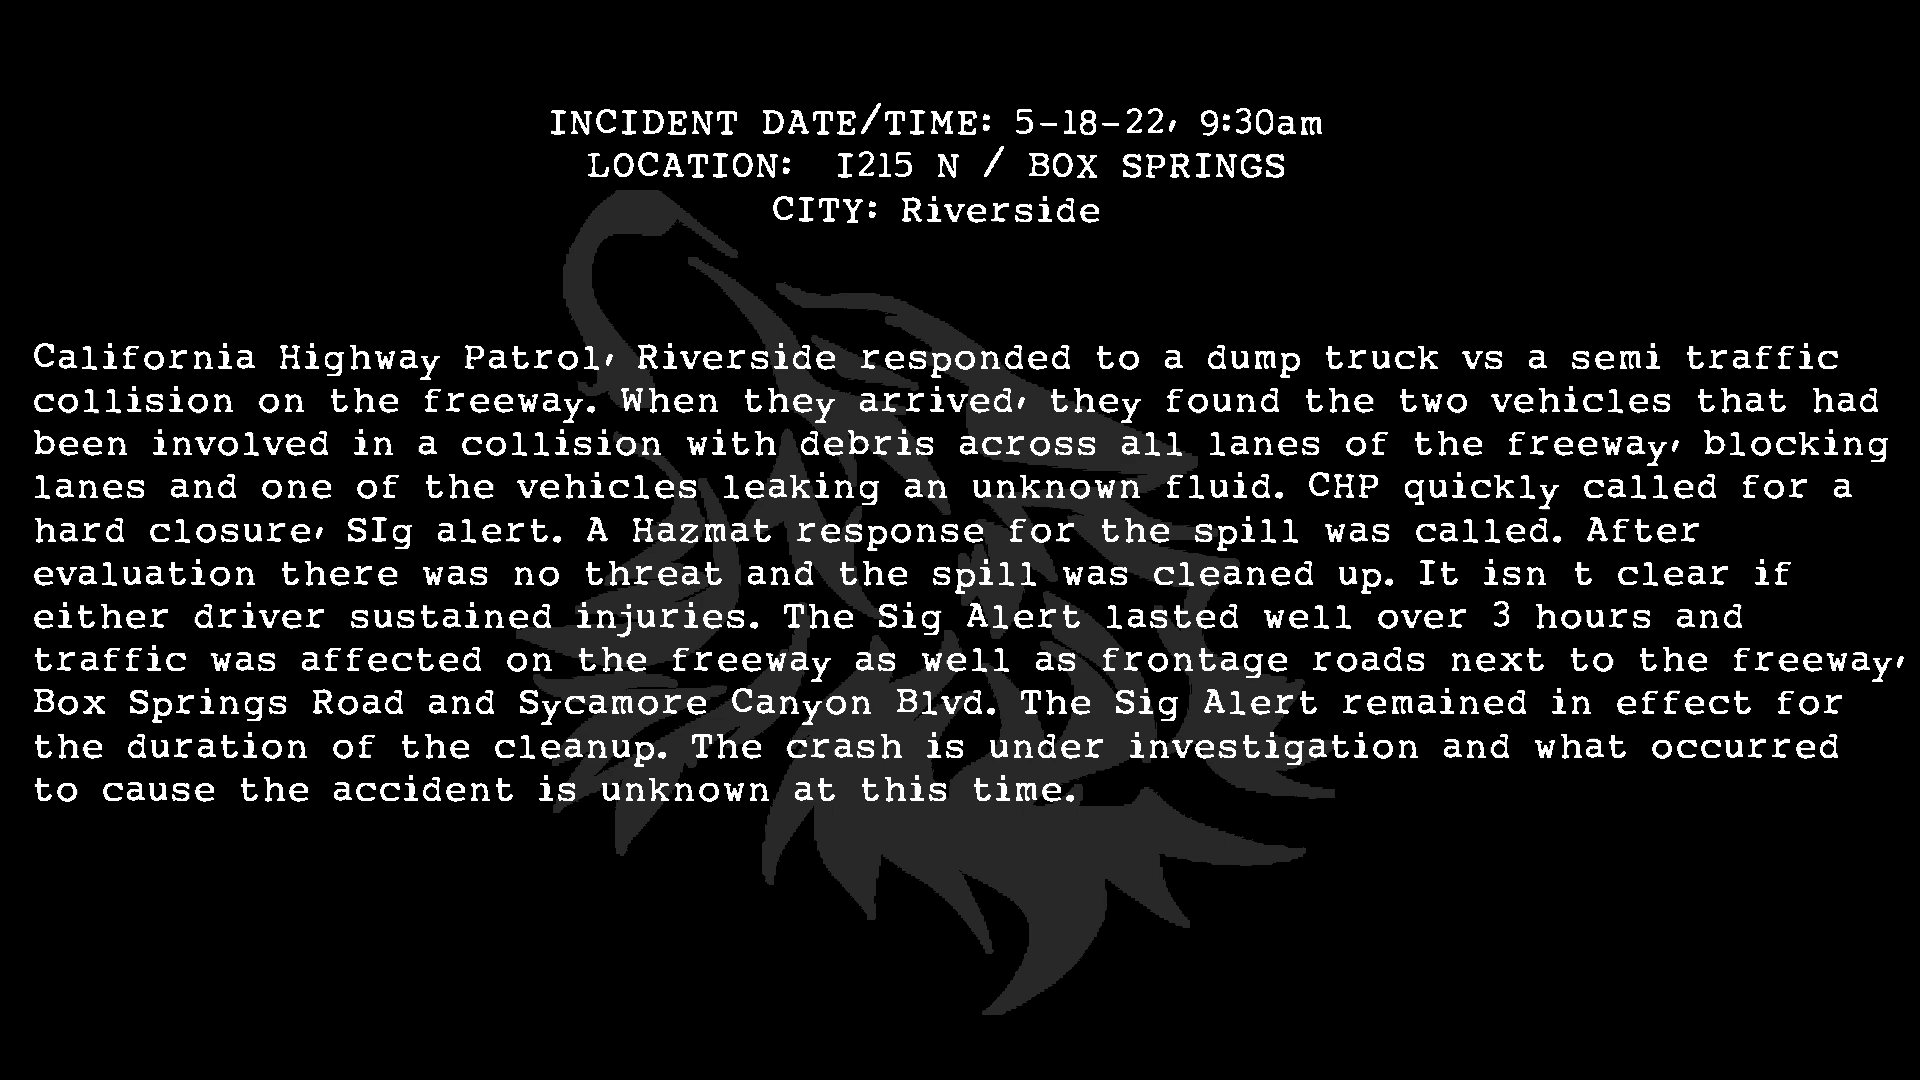 INCIDENT DATE/TIME: 5-18-22, 9:30am
LOCATION: I215 N / BOX SPRINGS
CITY: Riverside
California Highway Patrol, Riverside responded to a dump truck vs a semi traffic
collision on the freeway. When they arrived, they found the two vehicles that had
been involved in a collision with debris across all lanes of the freeway, blocking
lanes and one of the vehicles leaking an unknown fluid. CHP quickly called for a
hard closure, SIg alert. A Hazmat response for the spill was called. After
evaluation there was no threat and the spill was cleaned up. It isn t clear if
either driver sustained injuries. The Sig Alert lasted well over 3 hours and
traffic was affected on the freeway as well as frontage roads next to the freeway,
Box Springs Road and Sycamore Canyon Blvd. The Sig Alert remained in effect for
the duration of the cleanup. The crash is under investigation and what occurred
to cause the accident is unknown at this time.